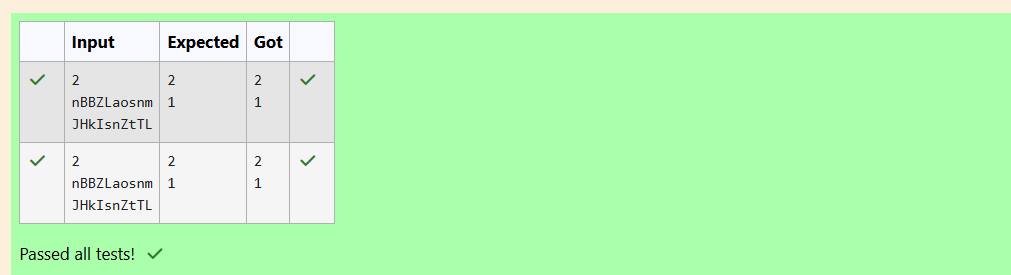 Input Expected Got
2 2 2
nBBZLaosnm 1 1
JHkIsnZtTL
2 2 2
nBBZLaosnm 1 1
JHkIsnZtTL
Passed all tests!